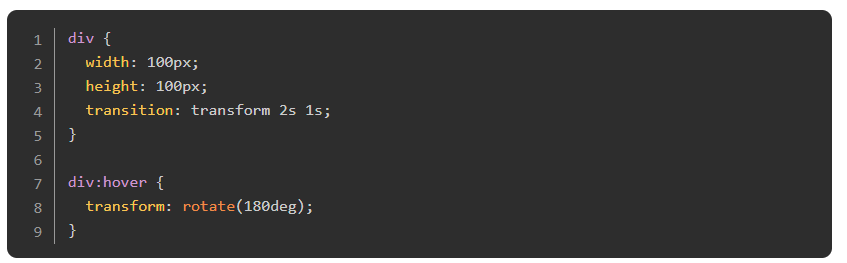 1 div {
2   width: 100px;
3   height: 100px;
4   transition: transform 2s 1s;
5 }
6
7 div:hover {
8   transform: rotate(180deg);
9 }